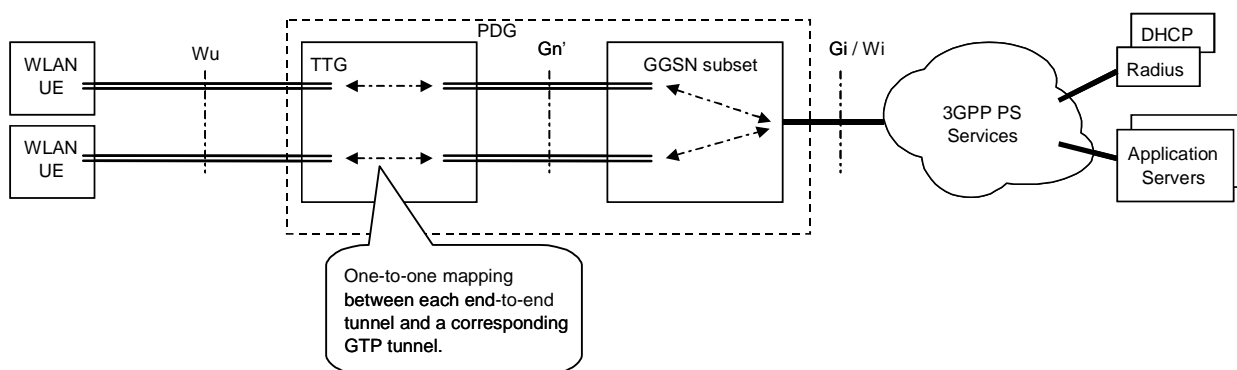 PDG
WLAN
UE
Wu
TTG
Gn'
GGSN subset
Gi / Wi
DHCP
Radius
WLAN
UE
3GPP PS
Services
Application
Servers
One-to-one mapping
between each end-to-end
tunnel and a corresponding
GTP tunnel.